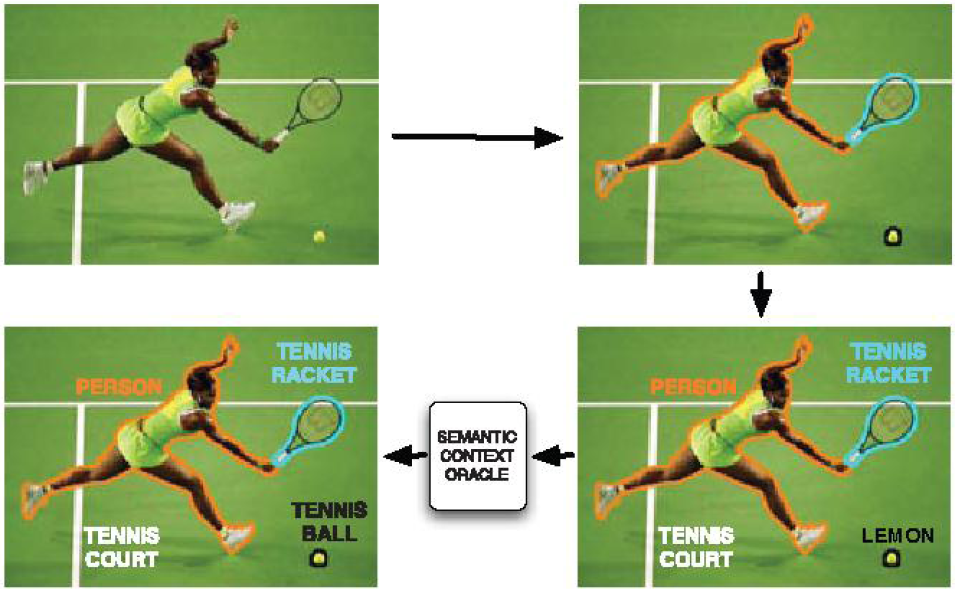 TENNIS
RACKET
PERSON
TENNIS
BALL
TENNIS
COURT
SEMANTIC
CONTEXT
ORACLE
TENNIS
RACKET
PERSON
TENNIS
COURT
LEMON